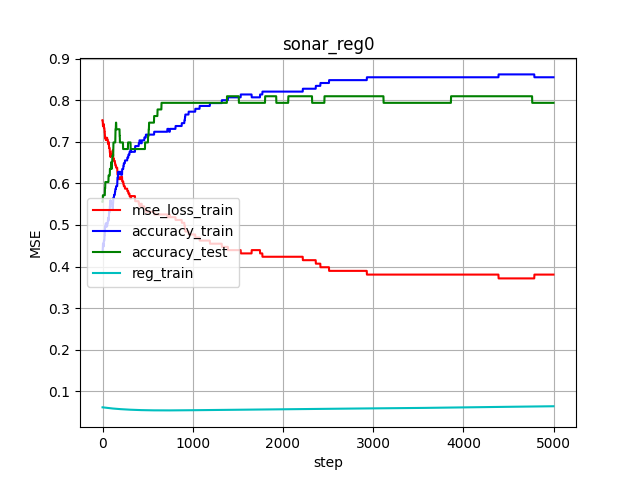 sonar_reg0
0.9
0.8
0.7
0.6
0.5
0.4
0.3
0.2
0.1
MSE
mse_loss_train
accuracy_train
accuracy_test
reg_train
0 1000 2000 3000 4000 5000
step